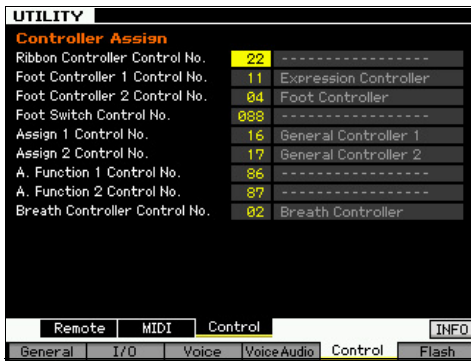 UTILITY
Controller Assign
Ribbon Controller Control No. 22 -----------------
Foot Controller 1 Control No. 11 Expression Controller
Foot Controller 2 Control No. 04 Foot Controller
Foot Switch Control No. 088 -----------------
Assign 1 Control No. 16 General Controller 1
Assign 2 Control No. 17 General Controller 2
A. Function 1 Control No. 86 -----------------
A. Function 2 Control No. 87 -----------------
Breath Controller Control No. 02 Breath Controller
Remote MIDI Control INFO
General I/O Voice Voice Audio Control Flash